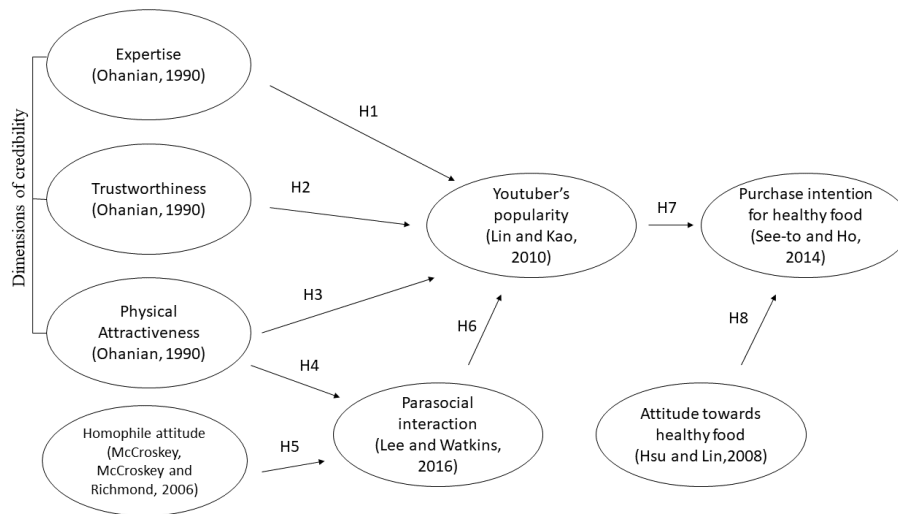 Dimensions of credibility
Expertise
(Ohanian, 1990)
H1
Trustworthiness
(Ohanian, 1990)
H2
Youtuber's
popularity
(Lin and Kao,
2010)
H7
Purchase intention
for healthy food
(See-to and Ho,
2014)
Physical
Attractiveness
(Ohanian, 1990)
H3
H6
H8
H4
Parasocial
interaction
(Lee and Watkins,
2016)
Attitude towards
healthy food
(Hsu and Lin,2008)
Homophile attitude
(McCroskey,
McCroskey and
Richmond, 2006)
H5